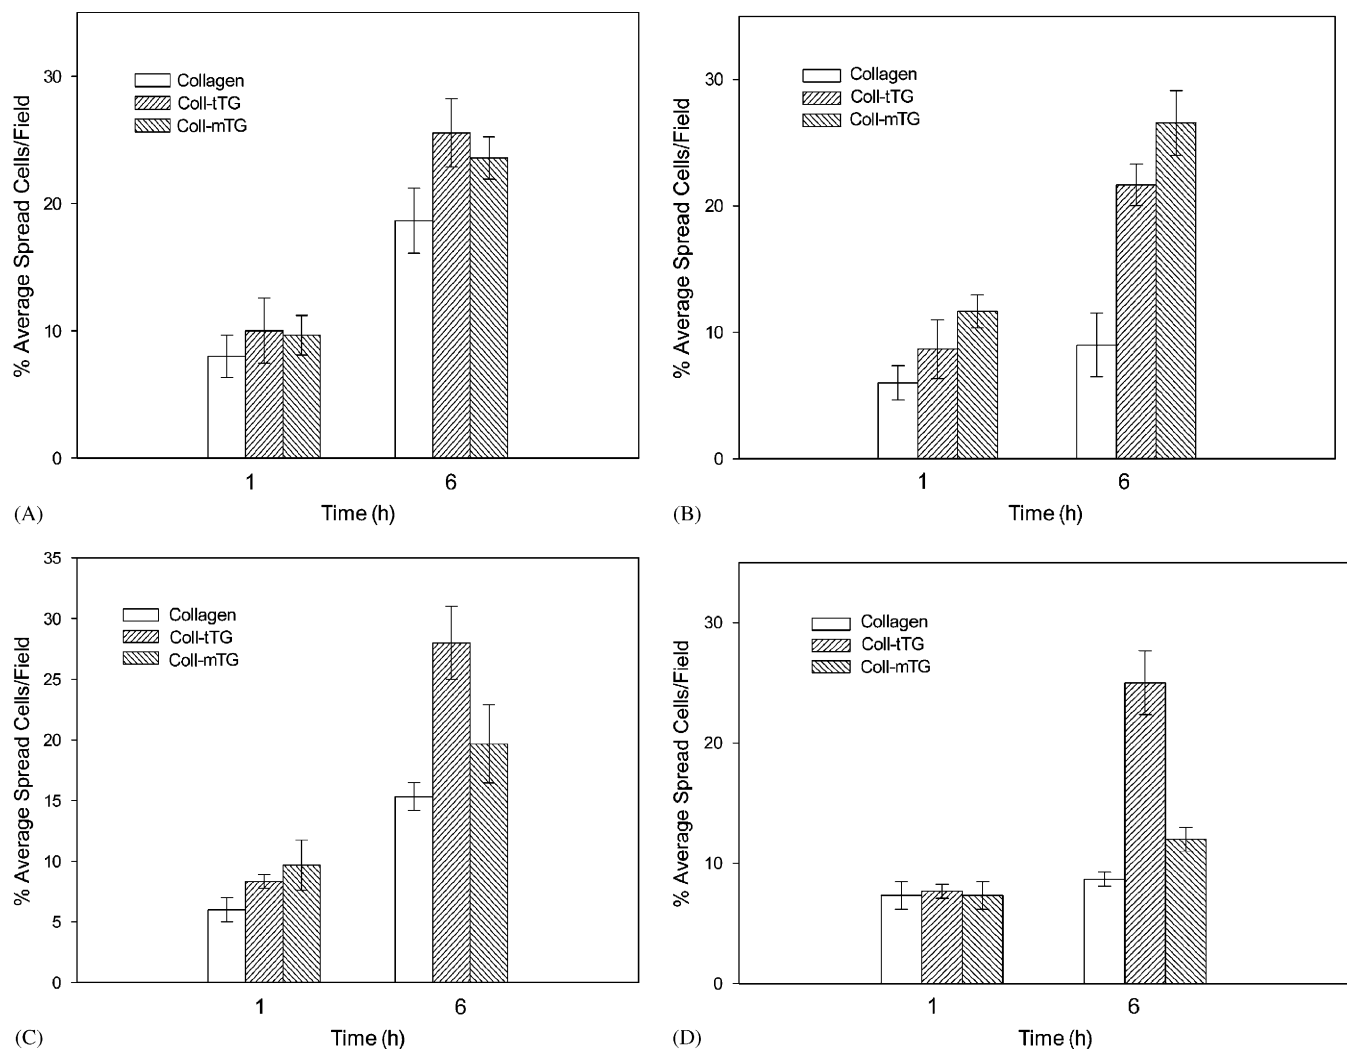 % Average Spread Cells/Field
30
20
10
0
Collagen
Coll-tTG
Coll-mTG
1
6
Time (h)
(A)
% Average Spread Cells/Field
30
20
10
0
Collagen
Coll-tTG
Coll-mTG
1
6
Time (h)
(B)
% Average Spread Cells/Field
35
30
25
20
15
10
5
0
Collagen
Coll-tTG
Coll-mTG
1
6
Time (h)
(C)
% Average Spread Cells/Field
30
20
10
0
Collagen
Coll-tTG
Coll-mTG
1
6
Time (h)
(D)